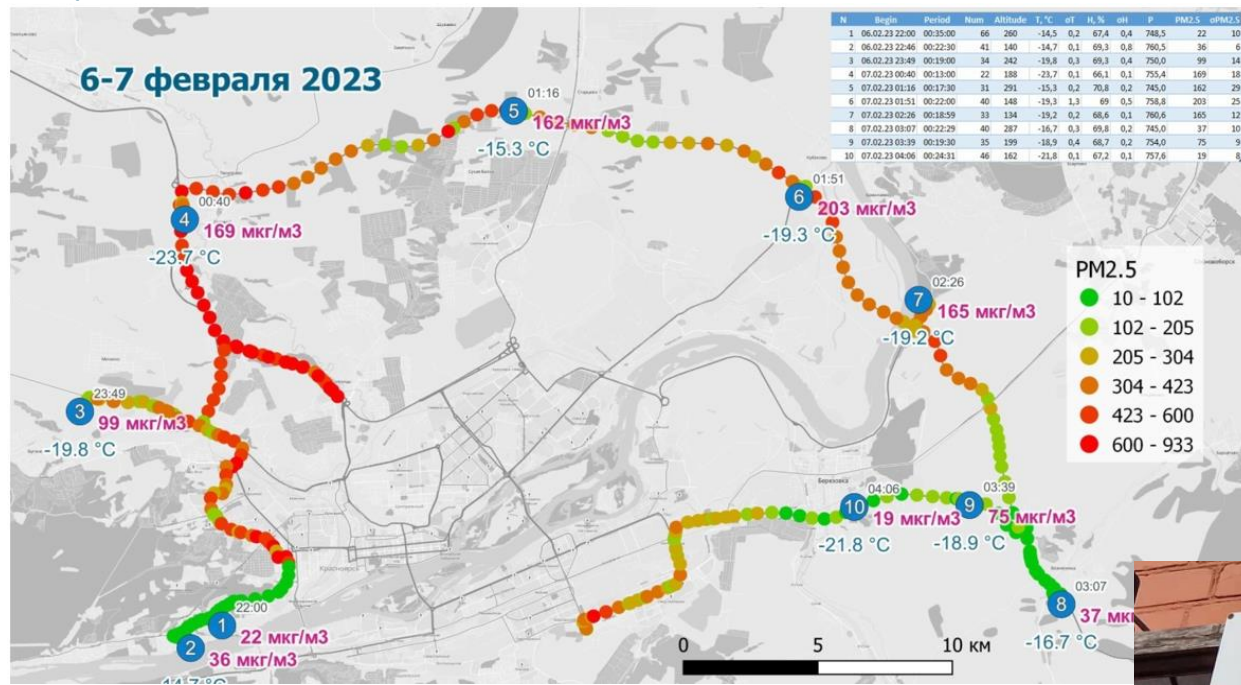 6-7 февраля 2023
N Begin Period Num Altitude T, °C σT H, % σH P PM2.5 σPM2.5
1 06.02.23 22:00 00:35:00 66 260 -14,5 0,2 67,4 0,4 748,5 22 10
2 06.02.23 22:46 00:22:30 41 140 -14,7 0,1 69,3 0,8 760,5 36 6
3 06.02.23 23:49 00:19:00 34 242 -19,8 0,3 69,3 0,4 750,0 99 14
4 07.02.23 00:40 00:13:00 22 188 -23,7 0,1 66,1 0,1 755,4 169 18
5 07.02.23 01:16 00:17:30 31 291 -15,3 0,2 70,8 0,2 745,0 162 29
6 07.02.23 01:51 00:22:00 40 148 -19,3 1,3 69 0,5 758,8 203 25
7 07.02.23 02:26 00:18:59 33 134 -19,2 0,2 68,6 0,1 760,6 165 12
8 07.02.23 03:07 00:22:29 40 287 -16,7 0,3 69,8 0,2 745,0 37 10
9 07.02.23 03:39 00:19:30 35 199 -18,9 0,4 68,7 0,2 754,0 75 9
10 07.02.23 04:06 00:24:31 46 162 -21,8 0,1 67,2 0,1 757,6 19 8
01:16
5
162 мкг/м3
-15.3 °C
01:51
6
203 мкг/м3
-19.3 °C
00:40
4
169 мкг/м3
-23.7 °C
02:26
7
165 мкг/м3
-19.2 °C
PM2.5
10 - 102
102 - 205
205 - 304
304 - 423
423 - 600
600 - 933
23:49
3
99 мкг/м3
-19.8 °C
Березовка
04:06
10
19 мкг/м3
-21.8 °C
03:39
9
75 мкг/м3
-18.9 °C
Красноярск
22:00
1
22 мкг/м3
2
36 мкг/м3
-14.7 °C
03:07
8
37 мк
-16.7 °C
0 5 10 км